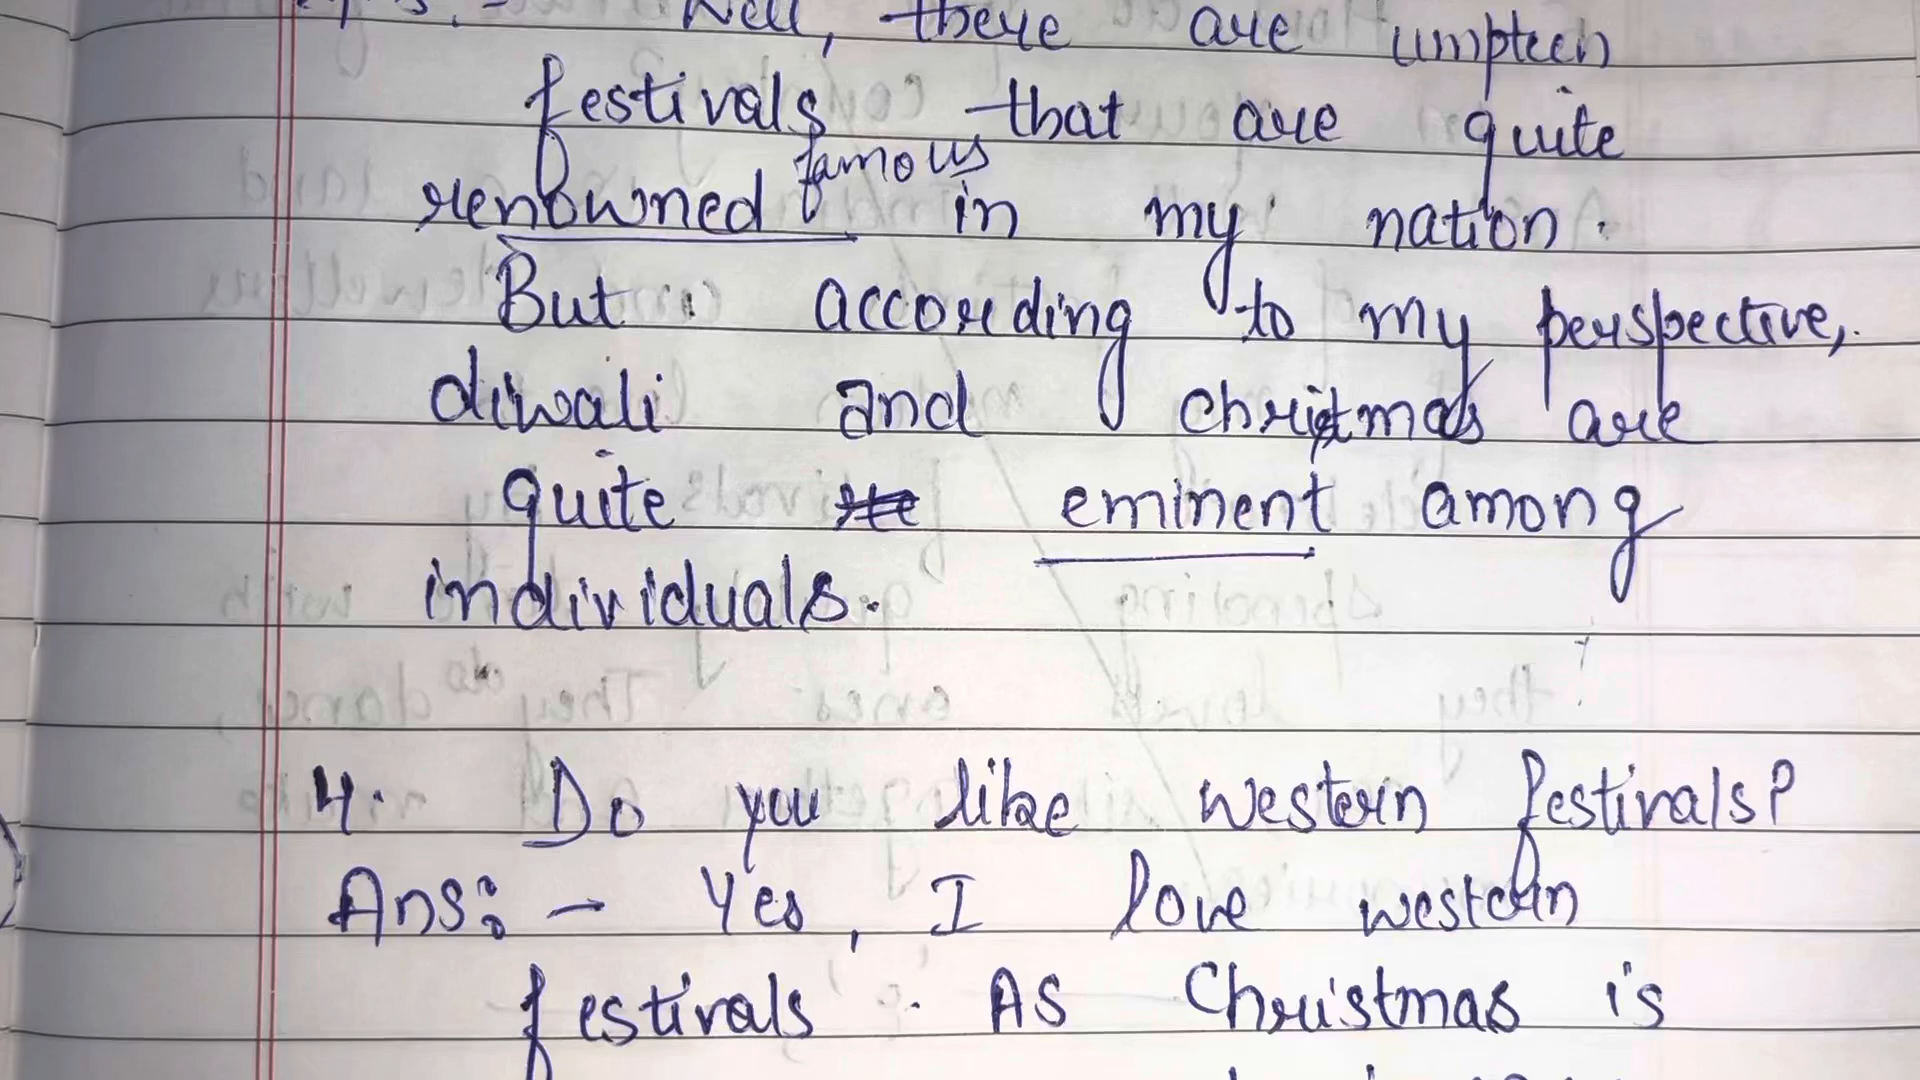 Well, there are umpteen
festivals that are quite
famous
renowned in my nation.
But according to my perspective,
diwali and christmas are
quite eminent among
individuals.
4. Do you like western festivals?
Ans:- Yes, I love western
festivals. As Christmas is